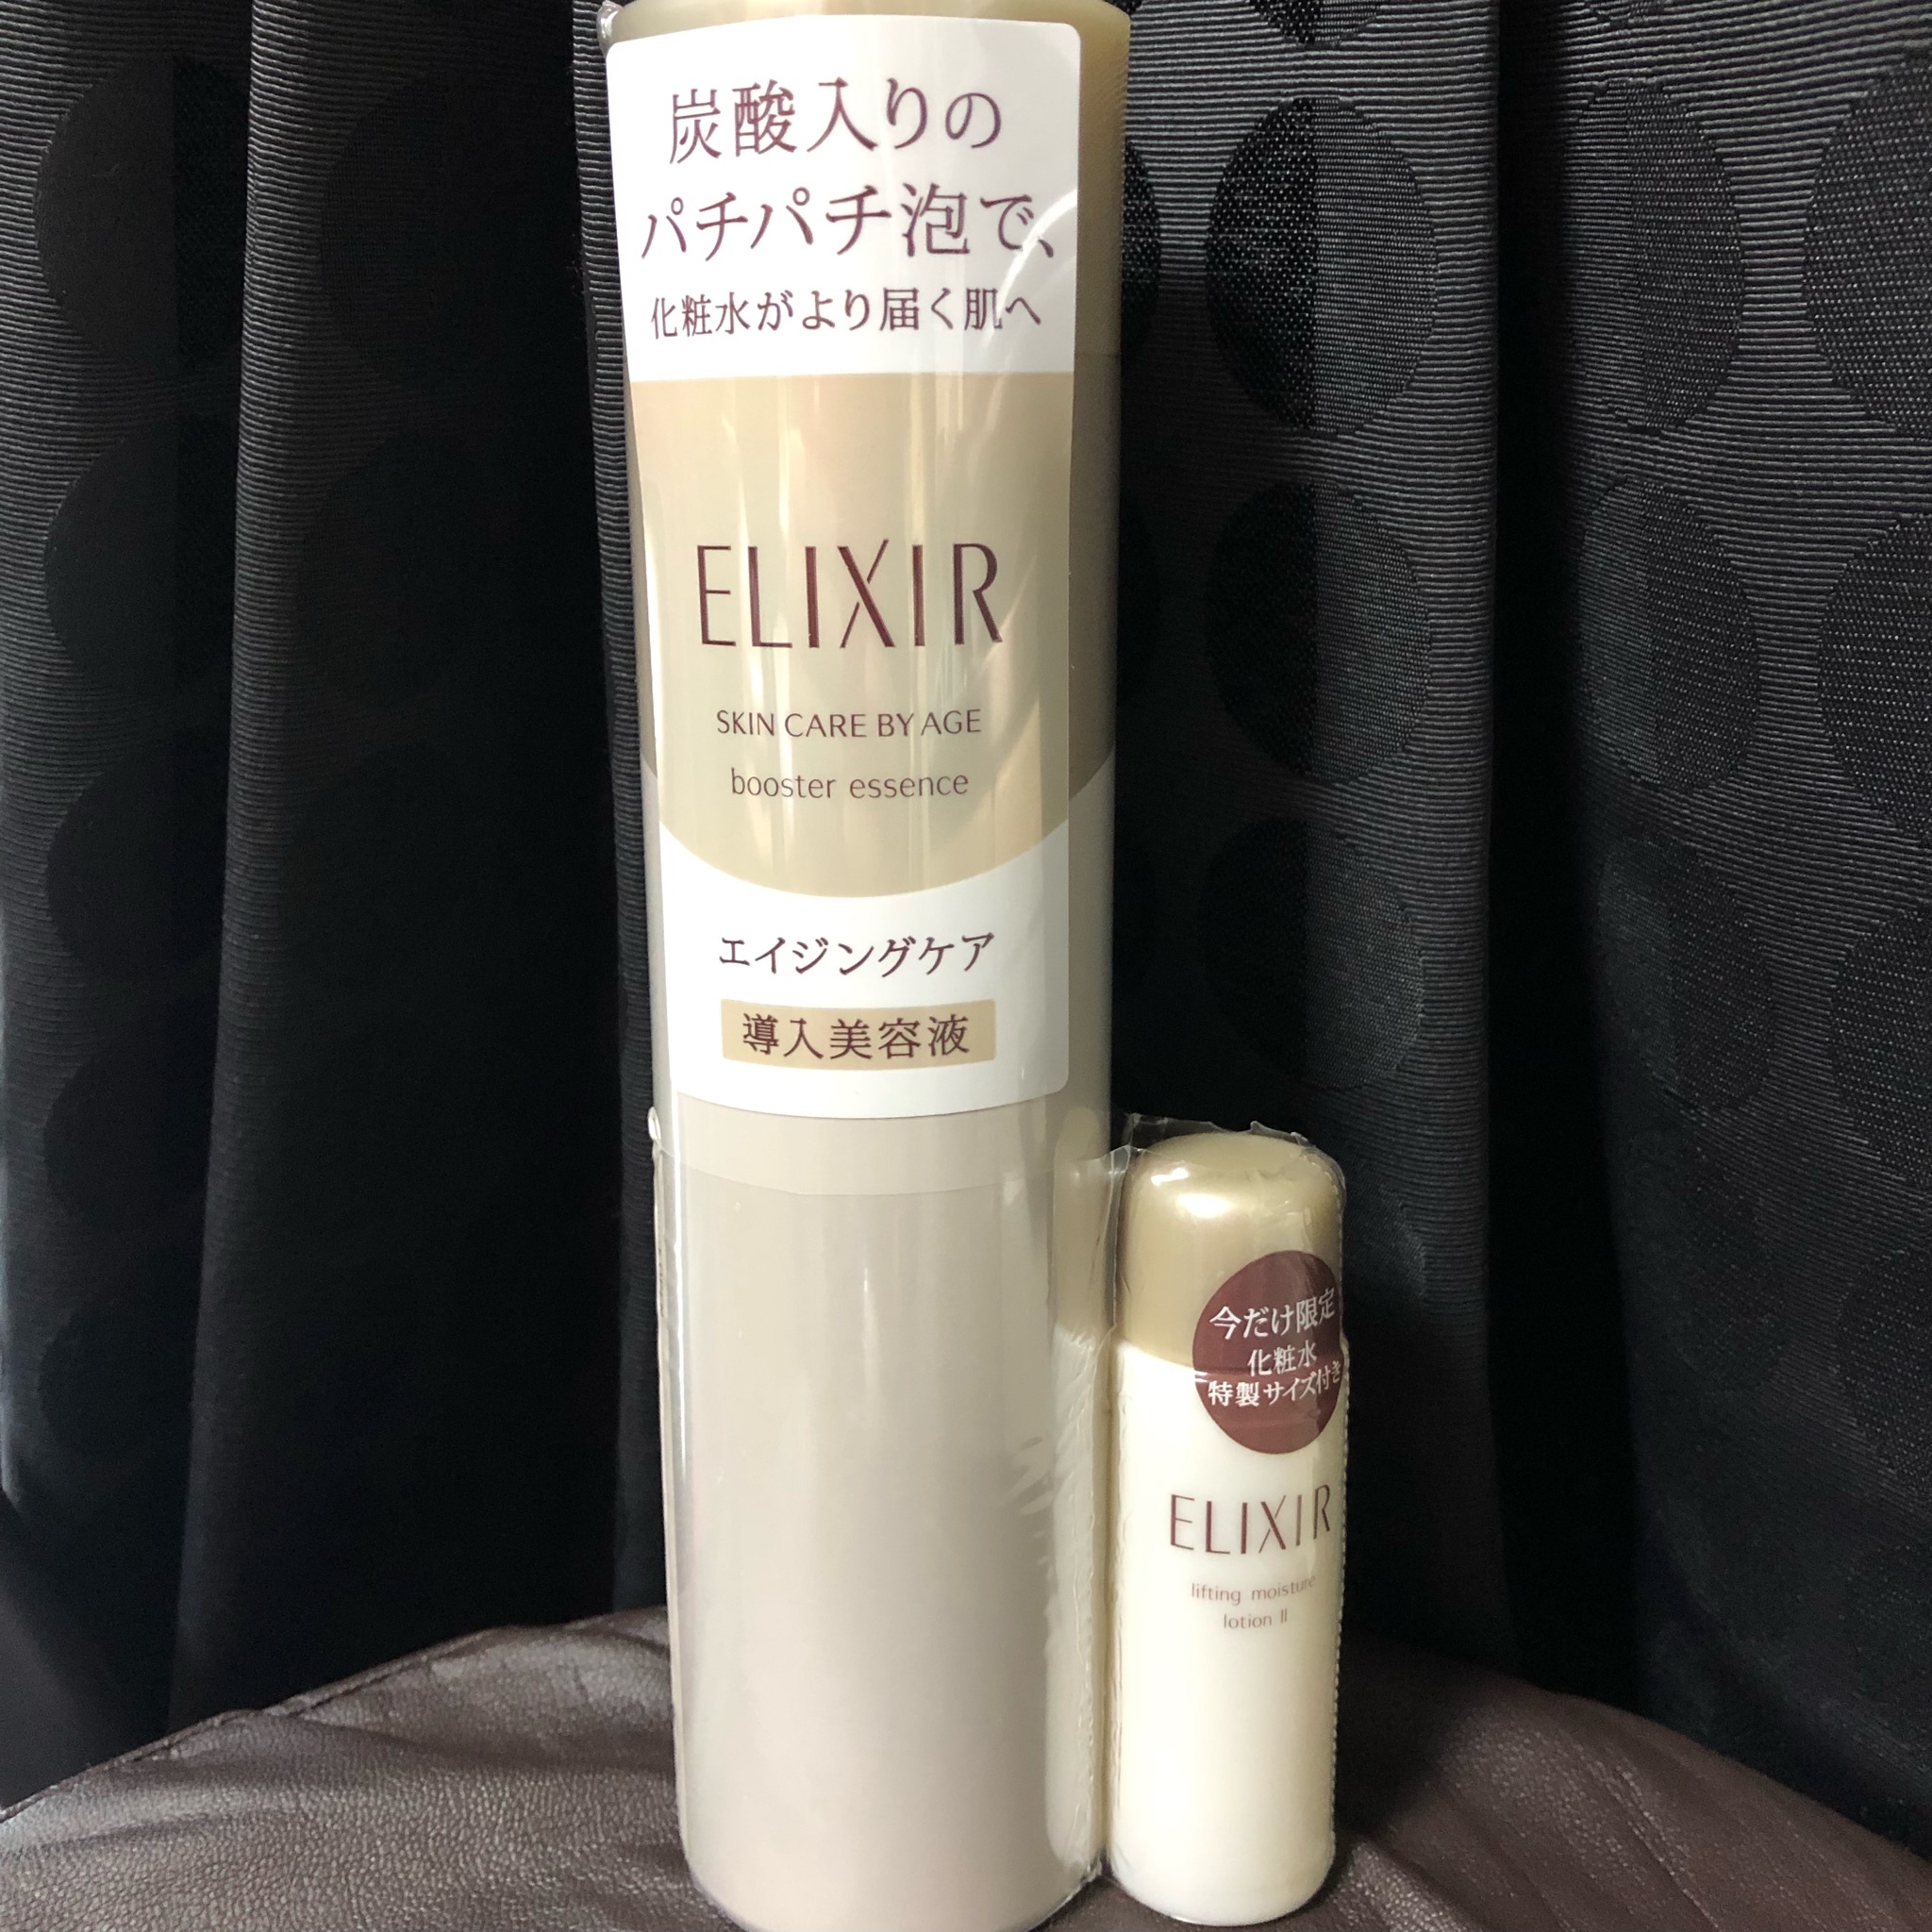 炭酸入りの
パチパチ泡で、
化粧水がより届く肌へ
ELIXIR
SKIN CARE BY AGE
booster essence
エイジングケア
導入美容液
今だけ限定
化粧水
特製サイズ付き
ELIXIR
lifting moisture
lotion II